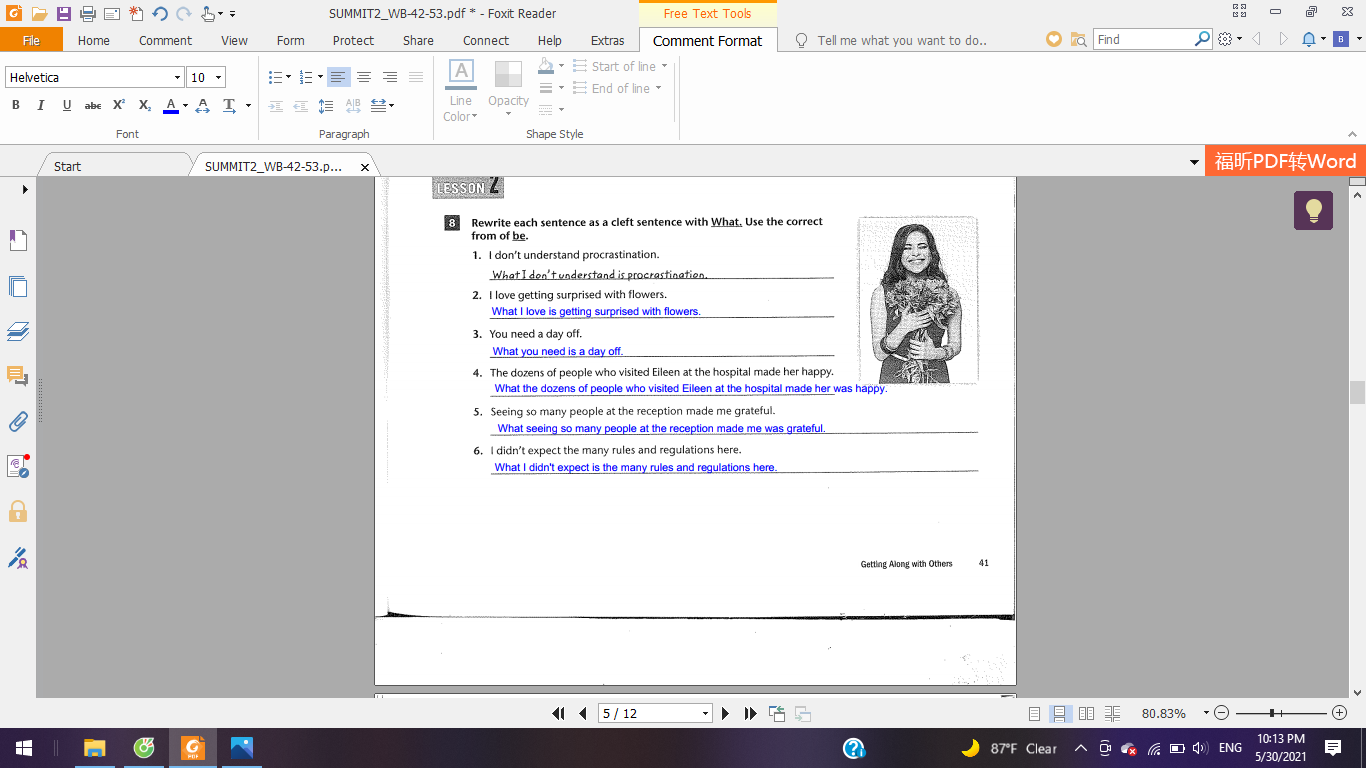 SUMMIT2_WB-42-53.pdf * - Foxit Reader
Free Text Tools
File
Home
Comment
View
Form
Protect
Share
Connect
Help
Extras
Comment Format
Tell me what you want to do..
Find
B
Helvetica
10
Start of line
End of line
B I U abc X² X₂ A A T
A
Line
Color
Opacity
Font
Paragraph
Shape Style
Start
SUMMIT2_WB-42-53.p...
福昕PDF转Word
LESSON 2
8 Rewrite each sentence as a cleft sentence with What. Use the correct
from of be.
1. I don't understand procrastination.
What I don't understand is procrastination.
2. I love getting surprised with flowers.
What I love is getting surprised with flowers.
3. You need a day off.
What you need is a day off.
4. The dozens of people who visited Eileen at the hospital made her happy.
What the dozens of people who visited Eileen at the hospital made her was happy.
5. Seeing so many people at the reception made me grateful.
What seeing so many people at the reception made me was grateful.
6. I didn't expect the many rules and regulations here.
What I didn't expect is the many rules and regulations here.
Getting Along with Others 41
5 / 12
80.83%
PDF
87°F Clear
ENG
10:13 PM
5/30/2021